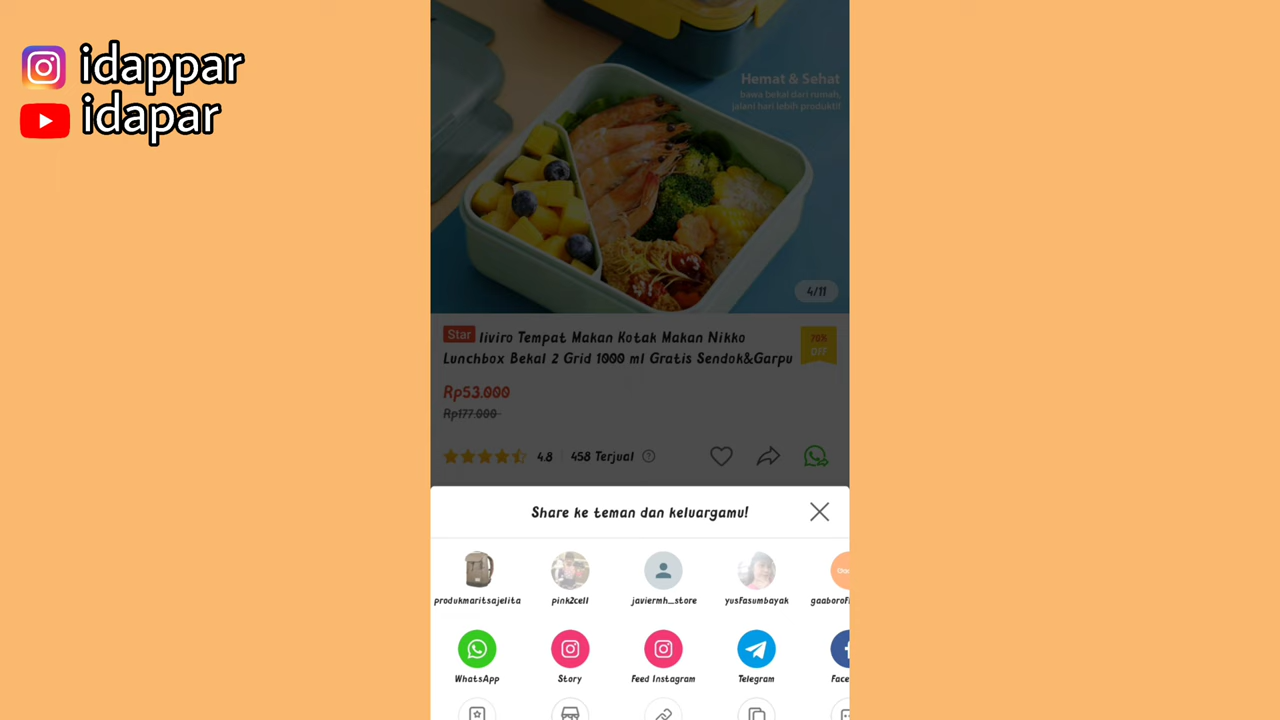 idappar
idapar
Hemat & Sehat
bawa bekal dari rumah,
jalani hari lebih produktif
4/11
Star liviro Tempat Makan Kotak Makan Nikko
Lunchbox Bekal 2 Grid 1000 ml Gratis Sendok&Garpu
70%
OFF
Rp53.000
Rp177.000
4.8 458 Terjual ?
Share ke teman dan keluargamu!
produkmaritsajelita pink2cell javiermh_store yusfasumbayak gaaborof
WhatsApp Story Feed Instagram Telegram Face